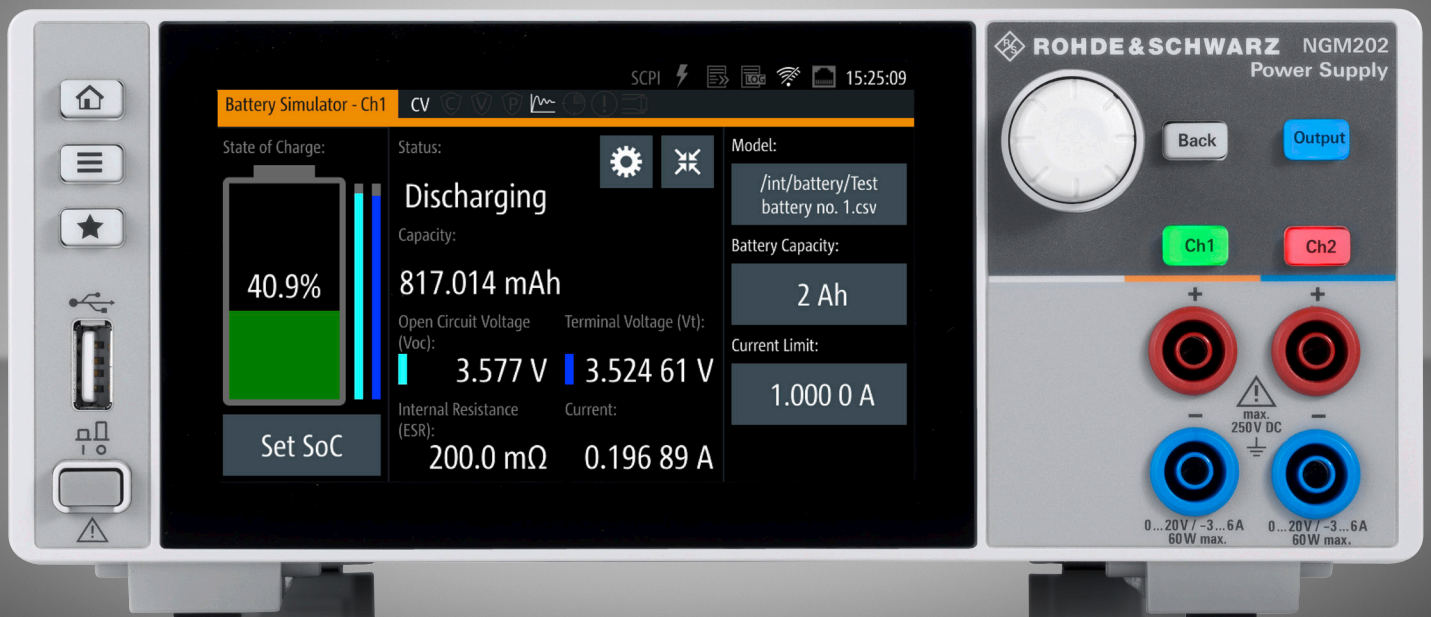 ROHDE&SCHWARZ NGM202
Power Supply
SCPI
LOG
15:25:09
Battery Simulator - Ch1
CV
C
V
P
State of Charge:
40.9%
Set SoC
Status:
Discharging
Capacity:
817.014 mAh
Open Circuit Voltage
(Voc):
3.577 V
Terminal Voltage (Vt):
3.524 61 V
Internal Resistance
(ESR):
200.0 mΩ
Current:
0.196 89 A
Model:
/int/battery/Test
battery no. 1.csv
Battery Capacity:
2 Ah
Current Limit:
1.000 0 A
Back
Output
Ch1
Ch2
+ +
- -
max.
250V DC
0...20V / -3...6A
60W max.
0...20V / -3...6A
60W max.